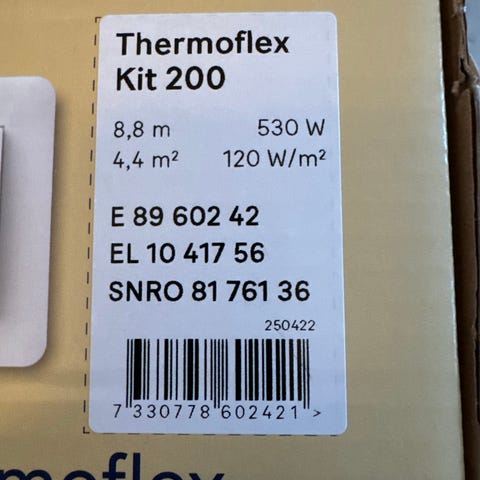 Thermoflex
Kit 200
8,8 m 530 W
4,4 m² 120 W/m²
E 89 602 42
EL 10 417 56
SNRO 81 761 36
250422
7 330778 602421 >
moflex